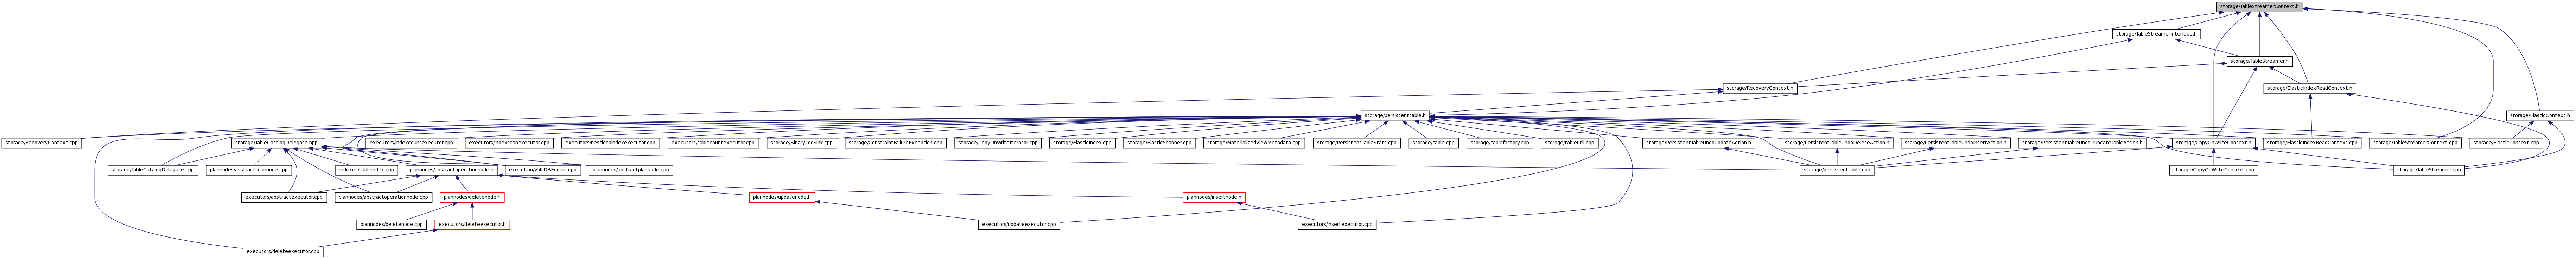 storage/TableStreamerContext.h
storage/TableStreamerInterface.h
storage/TableStreamer.h
storage/RecoveryContext.h
storage/ElasticIndexReadContext.h
storage/persistenttable.h
storage/ElasticContext.h
storage/RecoveryContext.cpp
storage/TableCatalogDelegate.hpp
executors/indexcountexecutor.cpp
executors/indexscanexecutor.cpp
executors/nestloopindexexecutor.cpp
executors/tablecountexecutor.cpp
storage/BinaryLogSink.cpp
storage/ConstraintFailureException.cpp
storage/CopyOnWriteIterator.cpp
storage/ElasticIndex.cpp
storage/ElasticScanner.cpp
storage/MaterializedViewMetadata.cpp
storage/PersistentTableStats.cpp
storage/table.cpp
storage/tablefactory.cpp
storage/tableutil.cpp
storage/PersistentTableUndoUpdateAction.h
storage/PersistentTableUndoDeleteAction.h
storage/PersistentTableUndoInsertAction.h
storage/PersistentTableUndoTruncateTableAction.h
storage/CopyOnWriteContext.h
storage/ElasticIndexReadContext.cpp
storage/TableStreamerContext.cpp
storage/ElasticContext.cpp
storage/TableCatalogDelegate.cpp
plannodes/abstractscannode.cpp
indexes/tableindex.cpp
plannodes/abstractoperationnode.h
execution/VoltDBEngine.cpp
plannodes/abstractplannode.cpp
storage/persistenttable.cpp
storage/CopyOnWriteContext.cpp
storage/TableStreamer.cpp
executors/abstractexecutor.cpp
plannodes/abstractoperationnode.cpp
plannodes/deletenode.h
plannodes/updatenode.h
plannodes/insertnode.h
plannodes/deletenode.cpp
executors/deleteexecutor.h
executors/updateexecutor.cpp
executors/insertexecutor.cpp
executors/deleteexecutor.cpp